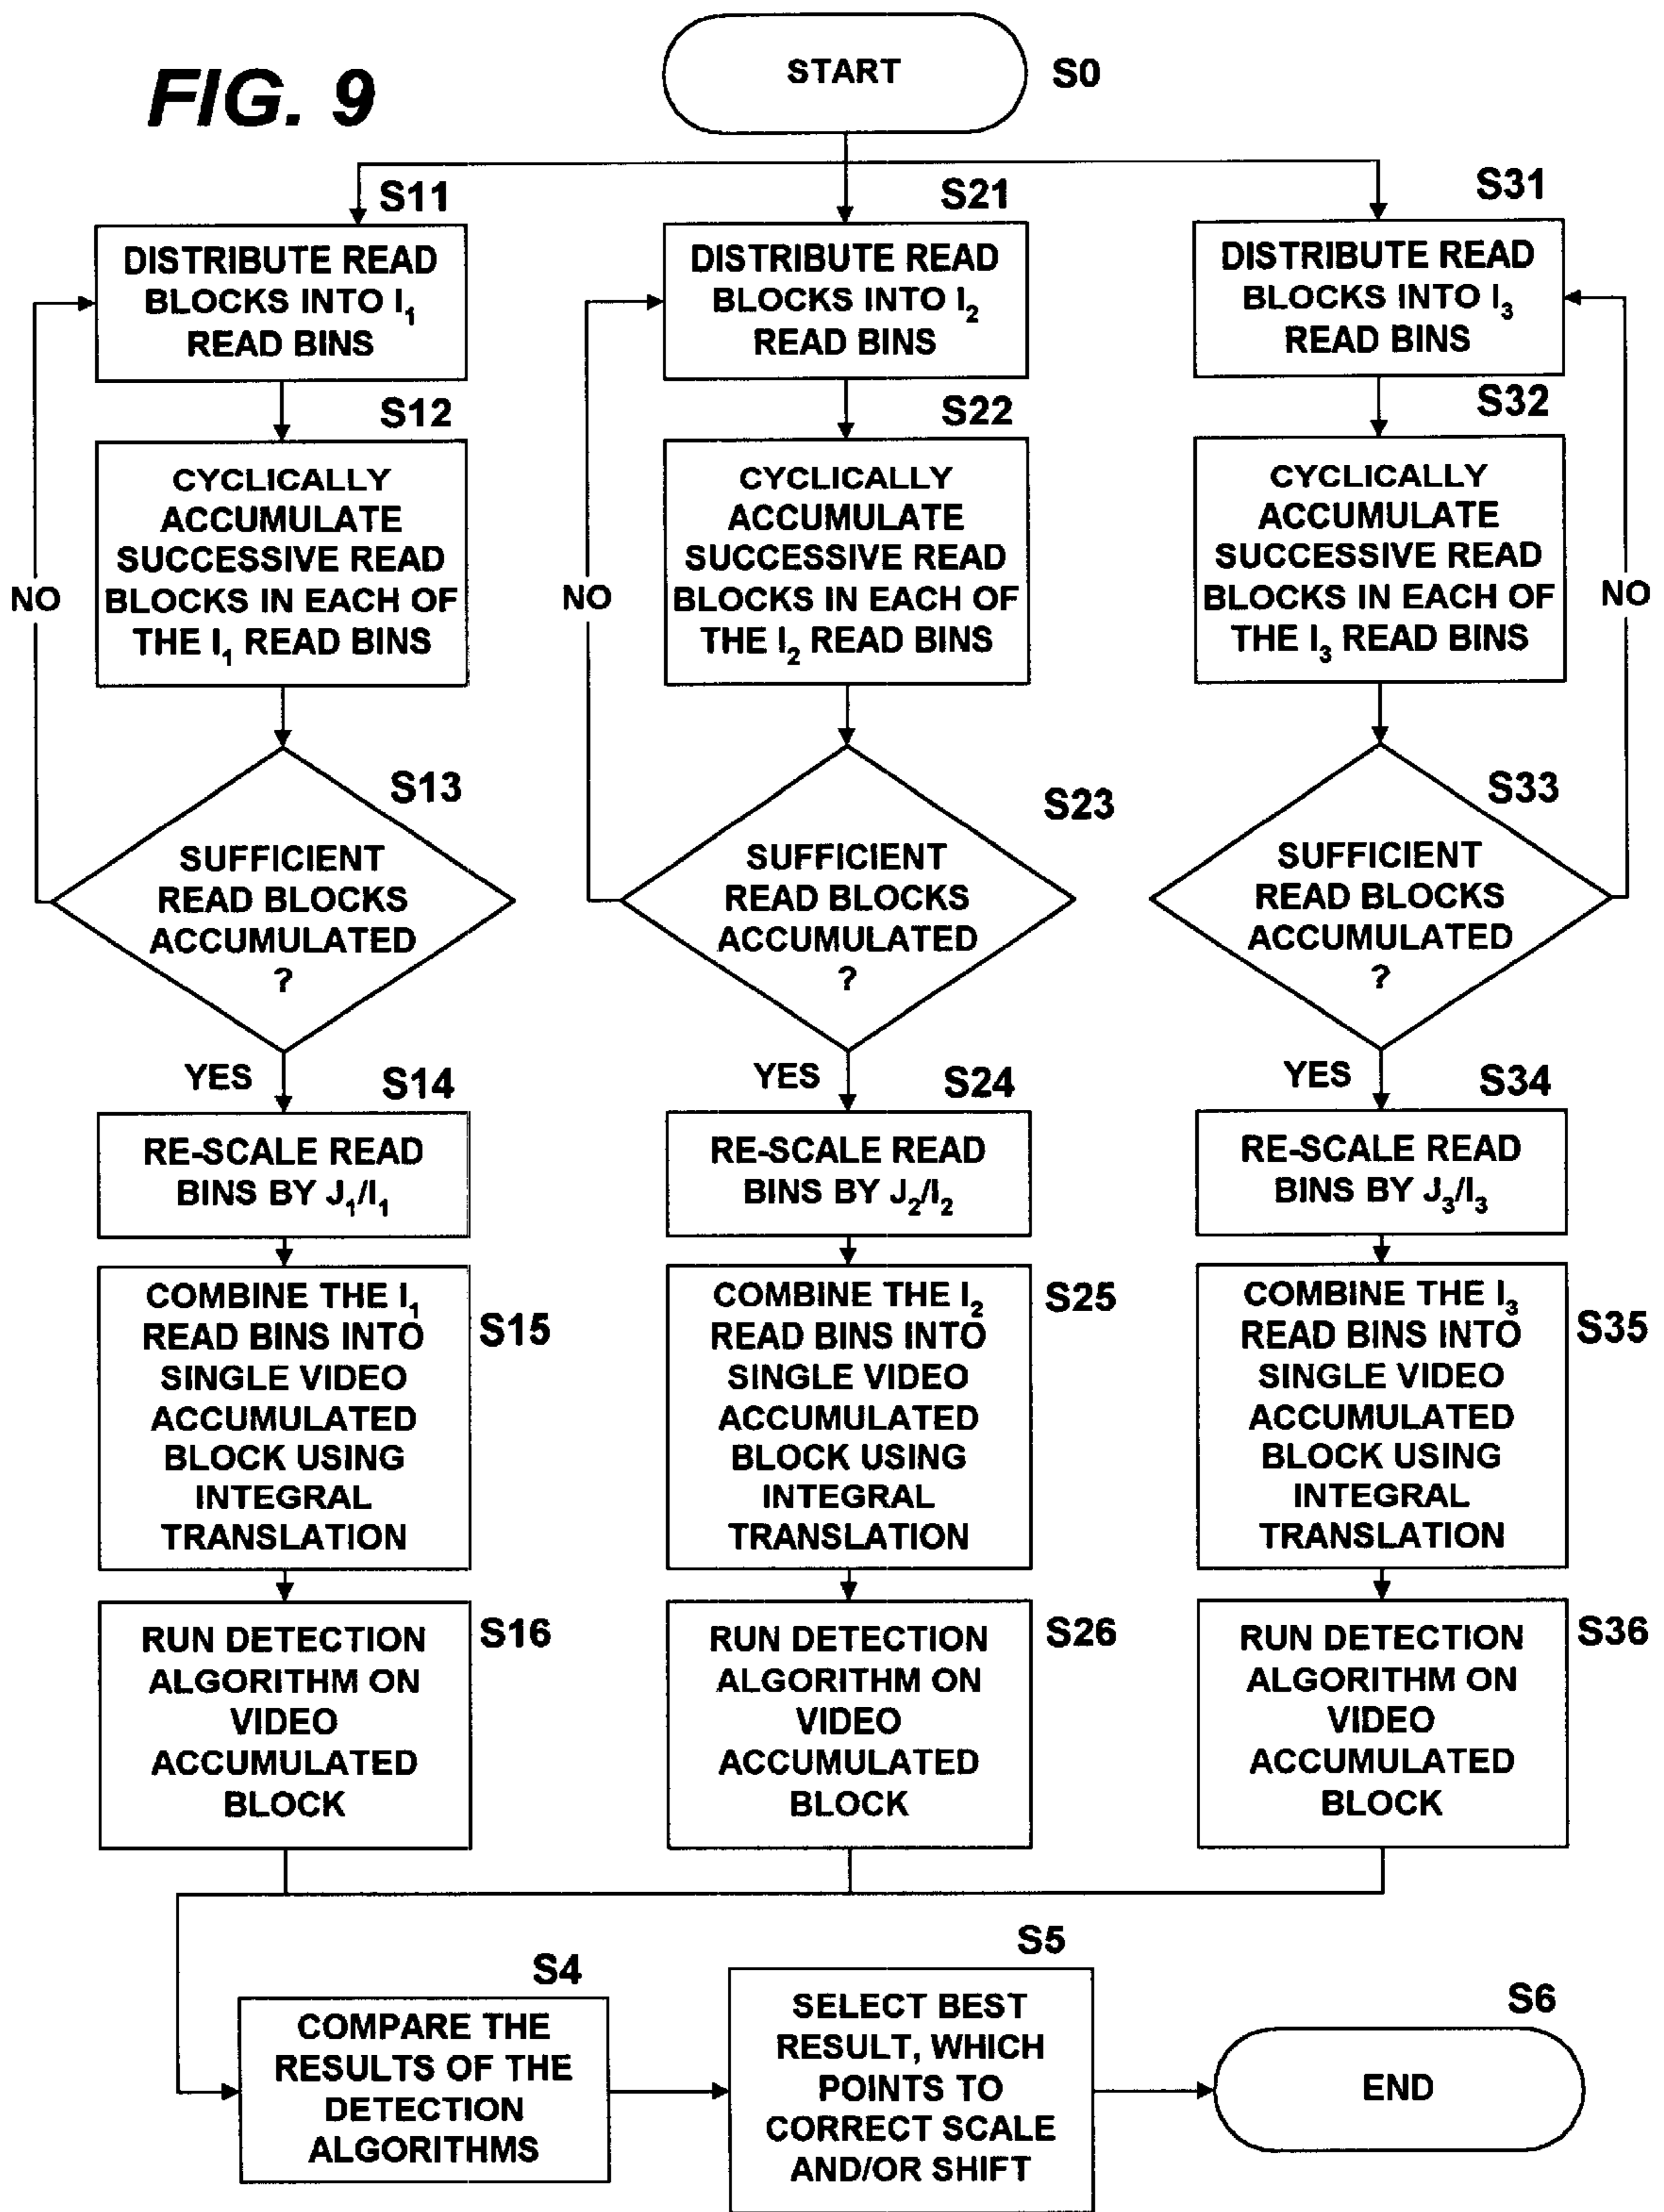 FIG. 9
START
S0
S11
DISTRIBUTE READ
BLOCKS INTO I₁
READ BINS
S12
CYCLICALLY
ACCUMULATE
SUCCESSIVE READ
BLOCKS IN EACH OF
THE I₁ READ BINS
NO
S13
SUFFICIENT
READ BLOCKS
ACCUMULATED
?
YES
S14
RE-SCALE READ
BINS BY J₁/I₁
COMBINE THE I₁
READ BINS INTO
SINGLE VIDEO
ACCUMULATED
BLOCK USING
INTEGRAL
TRANSLATION
S15
RUN DETECTION
ALGORITHM ON
VIDEO
ACCUMULATED
BLOCK
S16
S21
DISTRIBUTE READ
BLOCKS INTO I₂
READ BINS
S22
CYCLICALLY
ACCUMULATE
SUCCESSIVE READ
BLOCKS IN EACH OF
THE I₂ READ BINS
NO
S23
SUFFICIENT
READ BLOCKS
ACCUMULATED
?
YES
S24
RE-SCALE READ
BINS BY J₂/I₂
COMBINE THE I₂
READ BINS INTO
SINGLE VIDEO
ACCUMULATED
BLOCK USING
INTEGRAL
TRANSLATION
S25
RUN DETECTION
ALGORITHM ON
VIDEO
ACCUMULATED
BLOCK
S26
S31
DISTRIBUTE READ
BLOCKS INTO I₃
READ BINS
S32
CYCLICALLY
ACCUMULATE
SUCCESSIVE READ
BLOCKS IN EACH OF
THE I₃ READ BINS
NO
S33
SUFFICIENT
READ BLOCKS
ACCUMULATED
?
YES
S34
RE-SCALE READ
BINS BY J₃/I₃
COMBINE THE I₃
READ BINS INTO
SINGLE VIDEO
ACCUMULATED
BLOCK USING
INTEGRAL
TRANSLATION
S35
RUN DETECTION
ALGORITHM ON
VIDEO
ACCUMULATED
BLOCK
S36
S4
COMPARE THE
RESULTS OF THE
DETECTION
ALGORITHMS
S5
SELECT BEST
RESULT, WHICH
POINTS TO
CORRECT SCALE
AND/OR SHIFT
S6
END